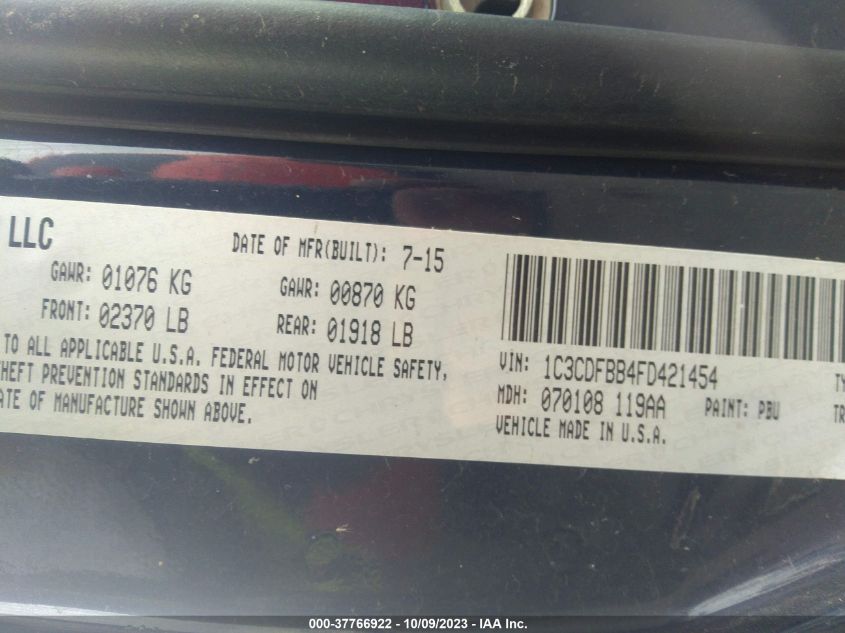 LLC
DATE OF MFR(BUILT): 7-15
GAWR: 01076 KG
FRONT: 02370 LB
GAWR: 00870 KG
REAR: 01918 LB
TO ALL APPLICABLE U.S.A. FEDERAL MOTOR VEHICLE SAFETY,
HEFT PREVENTION STANDARDS IN EFFECT ON
ATE OF MANUFACTURE SHOWN ABOVE.
VIN: 1C3CDFBB4FD421454
TY
MDH: 070108 119AA PAINT: PBU
TR
VEHICLE MADE IN U.S.A.
000-37766922 - 10/09/2023 - IAA Inc.